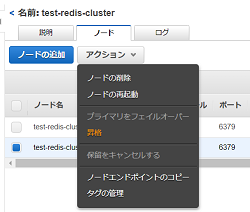 < 名前: test-redis-cluster
説明 ノード ログ
ノードの追加 アクション
ノードの削除
ノードの再起動
プライマリをフェイルオーバー
昇格
保留をキャンセルする
ノードエンドポイントのコピー
タグの管理
ノード名 ル ポート
test-redis-clu 6379
test-redis-clu 6379